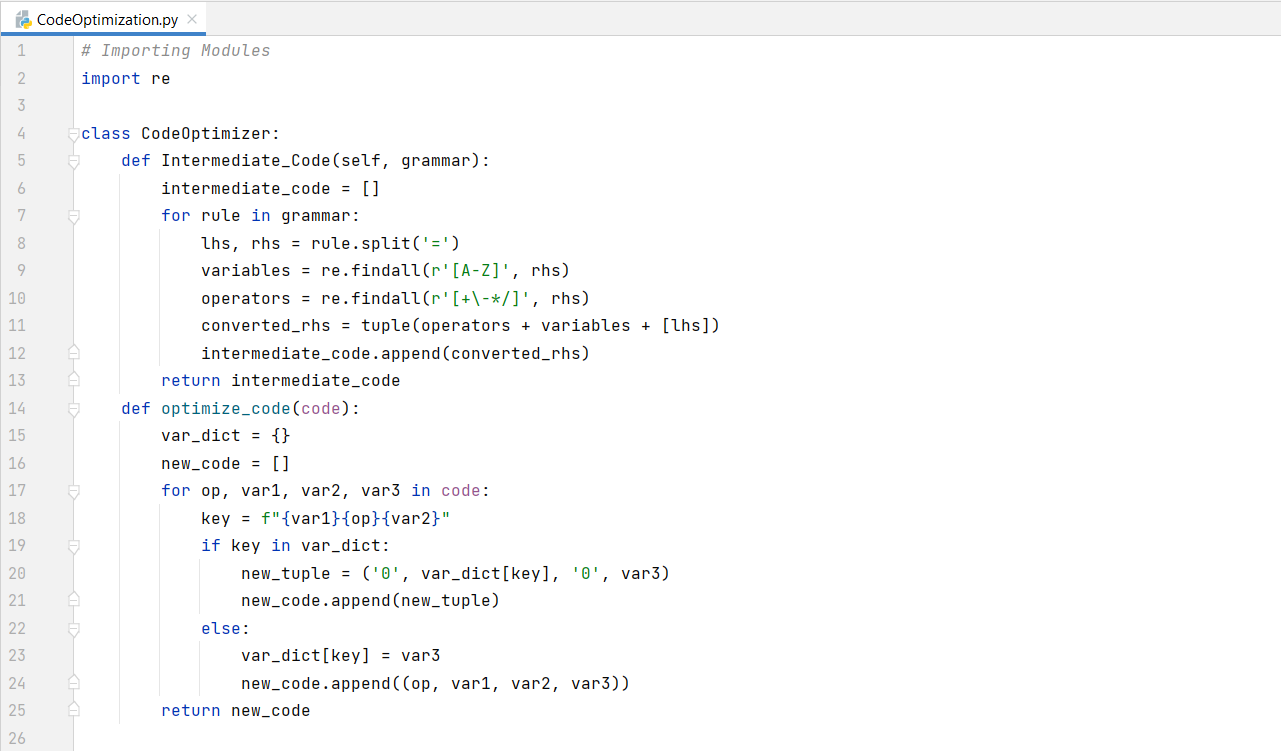 CodeOptimization.py
1 # Importing Modules
2 import re
3
4 class CodeOptimizer:
5     def Intermediate_Code(self, grammar):
6         intermediate_code = []
7         for rule in grammar:
8             lhs, rhs = rule.split('=')
9             variables = re.findall(r'[A-Z]', rhs)
10             operators = re.findall(r'[+\-*/]', rhs)
11             converted_rhs = tuple(operators + variables + [lhs])
12             intermediate_code.append(converted_rhs)
13         return intermediate_code
14     def optimize_code(code):
15         var_dict = {}
16         new_code = []
17         for op, var1, var2, var3 in code:
18             key = f"{var1}{op}{var2}"
19             if key in var_dict:
20                 new_tuple = ('0', var_dict[key], '0', var3)
21                 new_code.append(new_tuple)
22             else:
23                 var_dict[key] = var3
24                 new_code.append((op, var1, var2, var3))
25         return new_code
26